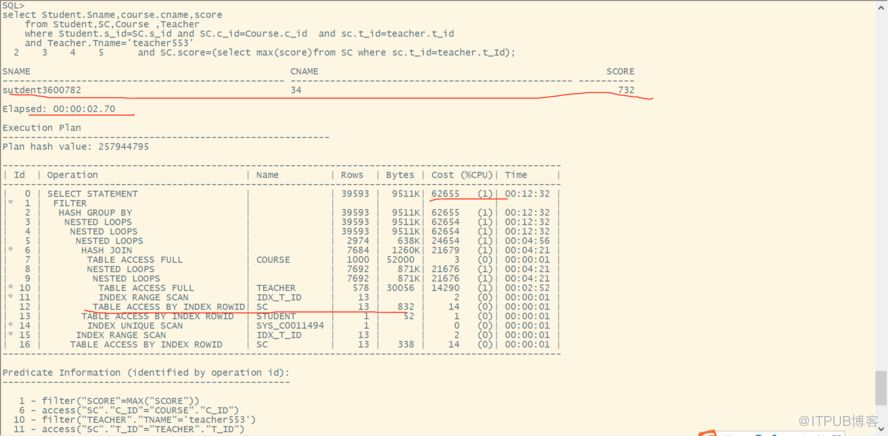 SQL>
select Student.Sname,course.cname,score
from Student,SC,Course ,Teacher
where Student.s_id=SC.s_id and SC.c_id=Course.c_id  and sc.t_id=teacher.t_id
and Teacher.Tname='teacher553'
2    3    4    5    and SC.score=(select max(score)from SC where sc.t_id=teacher.t_Id);
SNAME CNAME SCORE
---
sutdent3600782 34 732
Elapsed: 00:00:02.70
Execution Plan
---
Plan hash value: 257944795
---
| Id | Operation | Name | Rows | Bytes | Cost (%CPU)| Time |
---
| 0 | SELECT STATEMENT | | 39593 | 9511K| 62655 (1)| 00:12:32 |
|* 1 | FILTER | | | | | |
| 2 | HASH GROUP BY | | 39593 | 9511K| 62655 (1)| 00:12:32 |
| 3 | NESTED LOOPS | | 39593 | 9511K| 62654 (1)| 00:12:32 |
| 4 | NESTED LOOPS | | 39593 | 9511K| 62654 (1)| 00:12:32 |
| 5 | NESTED LOOPS | | 2974 | 638K| 24654 (1)| 00:04:56 |
|* 6 | HASH JOIN | | 7684 | 1260K| 21679 (1)| 00:04:21 |
| 7 | TABLE ACCESS FULL | COURSE | 1000 | 52000 | 3 (0)| 00:00:01 |
| 8 | NESTED LOOPS | | 7692 | 871K| 21676 (1)| 00:04:21 |
| 9 | NESTED LOOPS | | 7692 | 871K| 21676 (1)| 00:04:21 |
|* 10 | TABLE ACCESS FULL | TEACHER | 578 | 30056 | 14290 (1)| 00:02:52 |
|* 11 | INDEX RANGE SCAN | IDX_T_ID | 13 | | 2 (0)| 00:00:01 |
| 12 | TABLE ACCESS BY INDEX ROWID| SC | 13 | 832 | 14 (0)| 00:00:01 |
| 13 | TABLE ACCESS BY INDEX ROWID | STUDENT | 1 | 52 | 1 (0)| 00:00:01 |
|* 14 | INDEX UNIQUE SCAN | SYS_C0011494 | 1 | | 0 (0)| 00:00:01 |
|* 15 | INDEX RANGE SCAN | IDX_T_ID | 13 | | 2 (0)| 00:00:01 |
| 16 | TABLE ACCESS BY INDEX ROWID | SC | 13 | 338 | 14 (0)| 00:00:01 |
---
Predicate Information (identified by operation id):
---
1 - filter("SCORE"=MAX("SCORE"))
6 - access("SC"."C_ID"="COURSE"."C_ID")
10 - filter("TEACHER"."TNAME"='teacher553')
11 - access("SC"."T_ID"="TEACHER"."T_ID")
@ITPUB博客